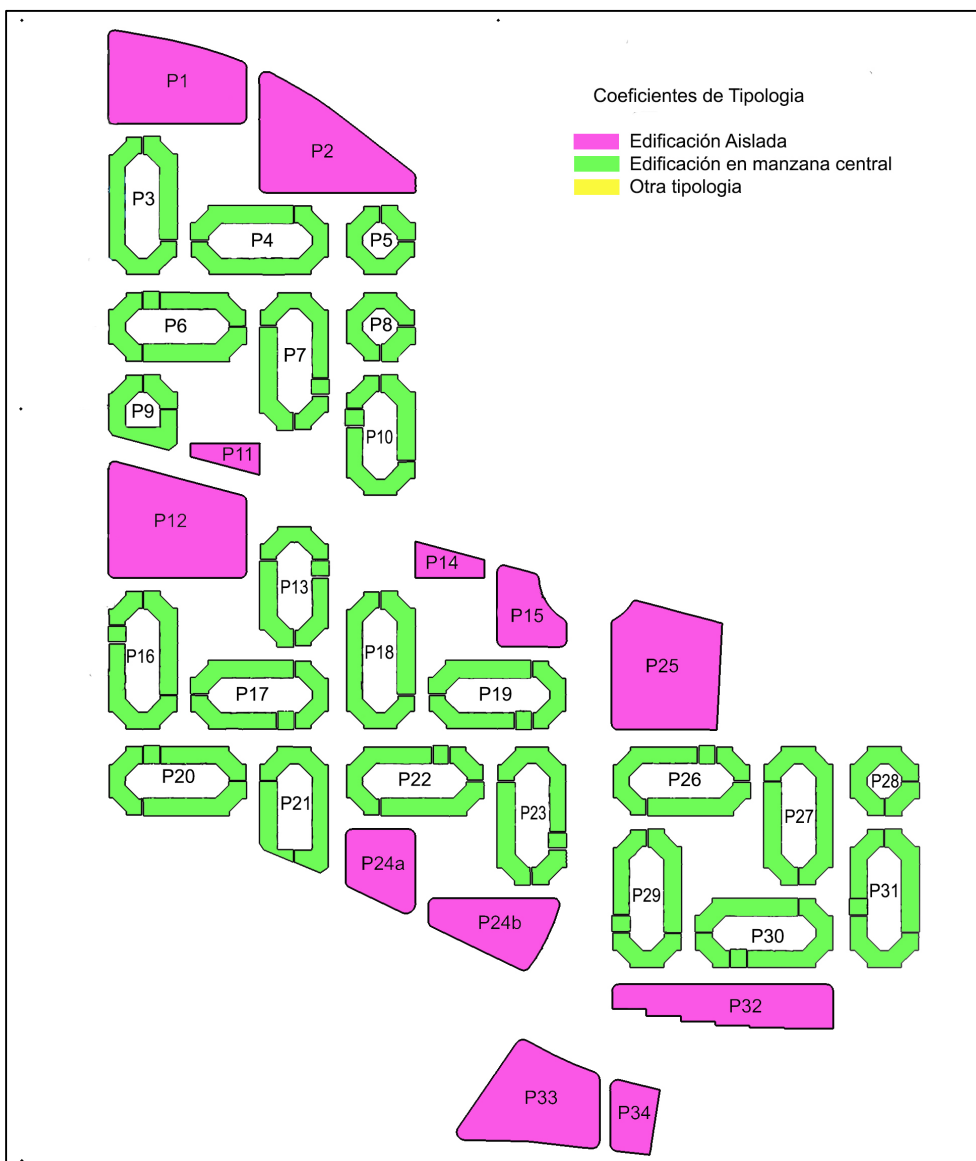 P1
P2
Coeficientes de Tipologia
Edificación Aislada
Edificación en manzana central
Otra tipologia
P3
P4
P5
P6
P7
P8
P9
P10
P11
P12
P13
P14
P15
P16
P17
P18
P19
P25
P20
P21
P22
P23
P26
P27
P28
P24a
P24b
P29
P30
P31
P32
P33
P34